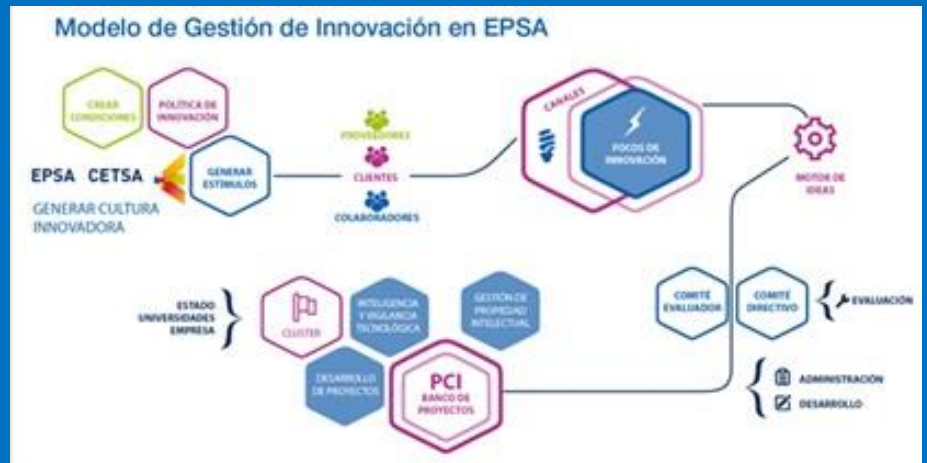 Modelo de Gestión de Innovación en EPSA
CREAR
CONDICIONES
POLÍTICA DE
INNOVACIÓN
EPSA CETSA
GENERAR
ESTÍMULOS
GENERAR CULTURA
INNOVADORA
PROVEEDORES
CLIENTES
COLABORADORES
CANALES
FOCOS DE
INNOVACIÓN
MOTOR DE
IDEAS
ESTADO
UNIVERSIDADES
EMPRESA
CLUSTER
INTELIGENCIA
Y VIGILANCIA
TECNOLÓGICA
GESTIÓN DE
PROPIEDAD
INTELECTUAL
DESARROLLO
DE PROYECTOS
PCI
BANCO DE
PROYECTOS
COMITÉ
EVALUADOR
COMITÉ
DIRECTIVO
EVALUACIÓN
ADMINISTRACIÓN
DESARROLLO